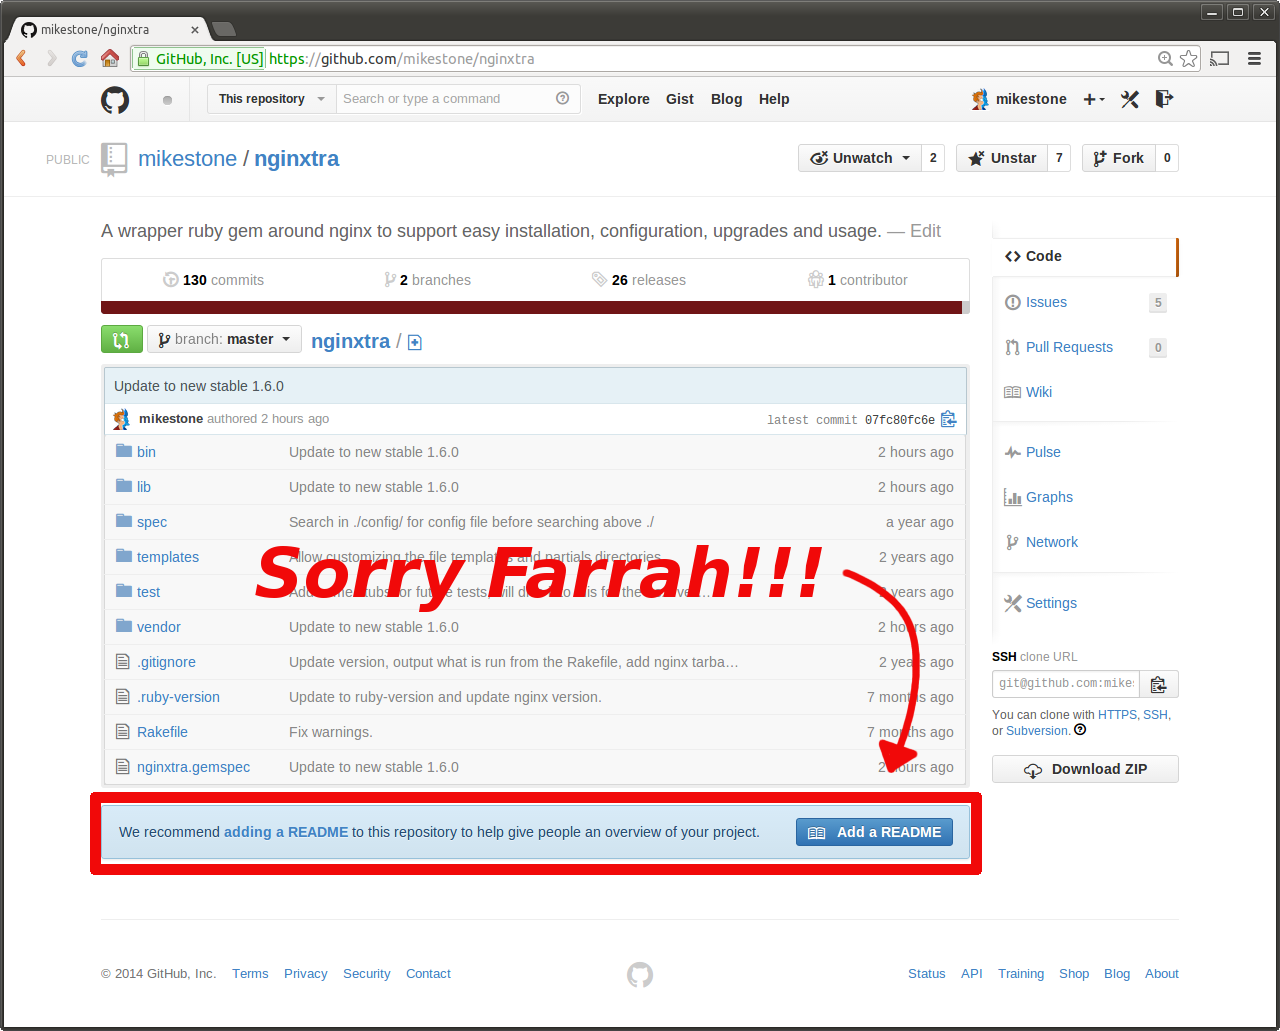 mikestone/nginxtra
GitHub, Inc. [US] https://github.com/mikestone/nginxtra
This repository Search or type a command Explore Gist Blog Help mikestone
PUBLIC mikestone / nginxtra Unwatch 2 Unstar 7 Fork 0
A wrapper ruby gem around nginx to support easy installation, configuration, upgrades and usage. — Edit
130 commits 2 branches 26 releases 1 contributor
branch: master nginxtra /
Update to new stable 1.6.0
mikestone authored 2 hours ago latest commit 07fc80fc6e
bin Update to new stable 1.6.0 2 hours ago
lib Update to new stable 1.6.0 2 hours ago
spec Search in ./config/ for config file before searching above ./ a year ago
templates Allow customizing the file templates and partials directories. 2 years ago
Sorry Farrah!!!
test for future tests, 2 years ago
vendor Update to new stable 1.6.0 2 hours ago
.gitignore Update version, output what is run from the Rakefile, add nginx tarba… 2 years ago
.ruby-version Update to ruby-version and update nginx version. 7 months ago
Rakefile Fix warnings. 7 months ago
nginxtra.gemspec Update to new stable 1.6.0 2 hours ago
We recommend adding a README to this repository to help give people an overview of your project. Add a README
Code
Issues 5
Pull Requests 0
Wiki
Pulse
Graphs
Network
Settings
SSH clone URL
git@github.com:mikes
You can clone with HTTPS, SSH,
or Subversion.
Download ZIP
© 2014 GitHub, Inc. Terms Privacy Security Contact Status API Training Shop Blog About